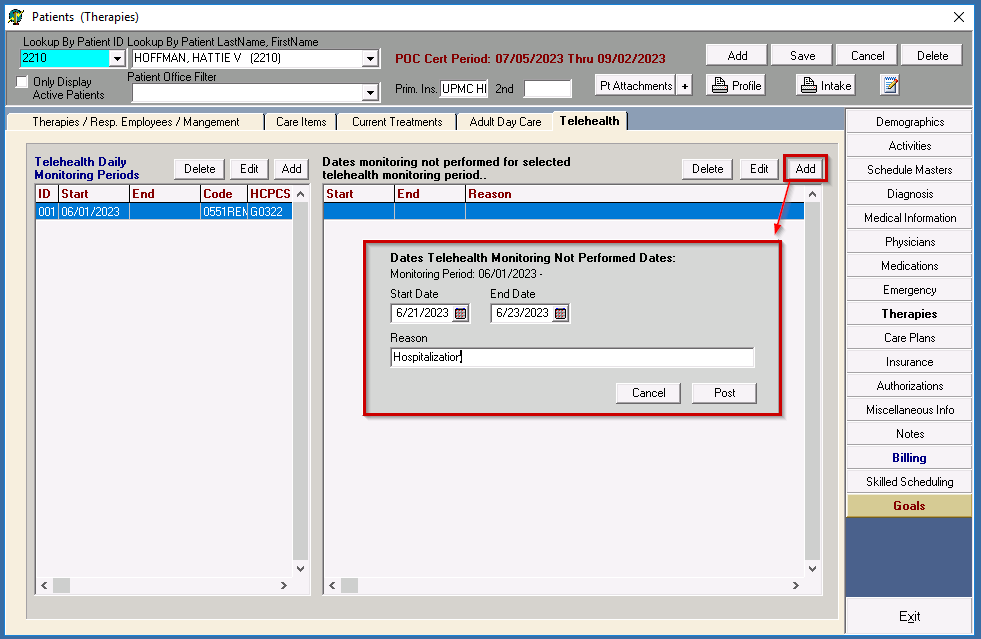 Patients (Therapies)
Lookup By Patient ID Lookup By Patient LastName, FirstName
2210 HOFFMAN, HATTIE V (2210)
POC Cert Period: 07/05/2023 Thru 09/02/2023
Add Save Cancel Delete
Only Display
Active Patients
Patient Office Filter
Prim. Ins. UPMC HI 2nd
Pt Attachments + Profile Intake
Therapies / Resp. Employees / Mangement Care Items Current Treatments Adult Day Care Telehealth
Telehealth Daily
Monitoring Periods
Delete Edit Add
ID Start End Code HCPCS
001 06/01/2023 0551REN G0322
Dates monitoring not performed for selected
telehealth monitoring period..
Delete Edit Add
Start End Reason
Dates Telehealth Monitoring Not Performed Dates:
Monitoring Period: 06/01/2023 -
Start Date End Date
6/21/2023 6/23/2023
Reason
Hospitalization
Cancel Post
Demographics
Activities
Schedule Masters
Diagnosis
Medical Information
Physicians
Medications
Emergency
Therapies
Care Plans
Insurance
Authorizations
Miscellaneous Info
Notes
Billing
Skilled Scheduling
Goals
Exit